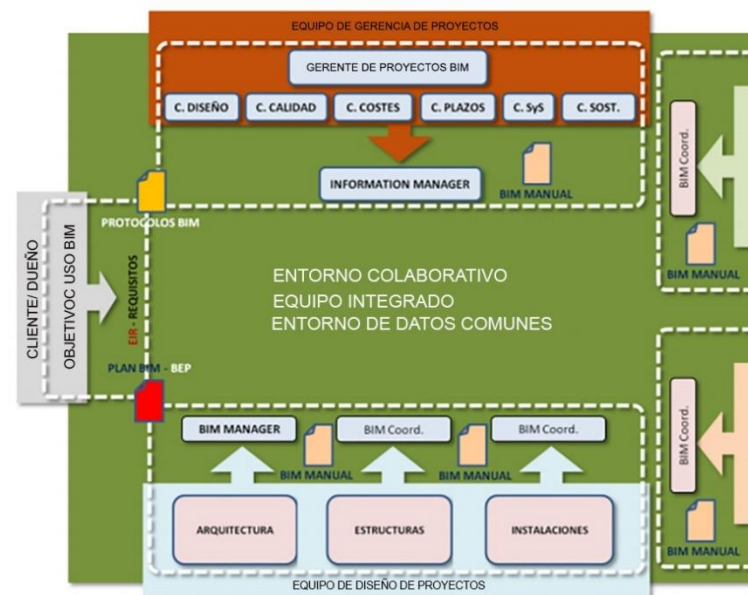 EQUIPO DE GERENCIA DE PROYECTOS
GERENTE DE PROYECTOS BIM
C. DISEÑO
C. CALIDAD
C. COSTES
C. PLAZOS
C. SyS
C. SOST.
INFORMATION MANAGER
BIM MANUAL
BIM Coord.
BIM MANUAL
PROTOCOLOS BIM
CLIENTE/ DUEÑO
OBJETIVOC USO BIM
EIR - REQUISITOS
ENTORNO COLABORATIVO
EQUIPO INTEGRADO
ENTORNO DE DATOS COMUNES
PLAN BIM - BEP
BIM MANAGER
BIM Coord.
BIM Coord.
BIM MANUAL
BIM MANUAL
BIM Coord.
BIM MANUAL
ARQUITECTURA
ESTRUCTURAS
INSTALACIONES
EQUIPO DE DISEÑO DE PROYECTOS